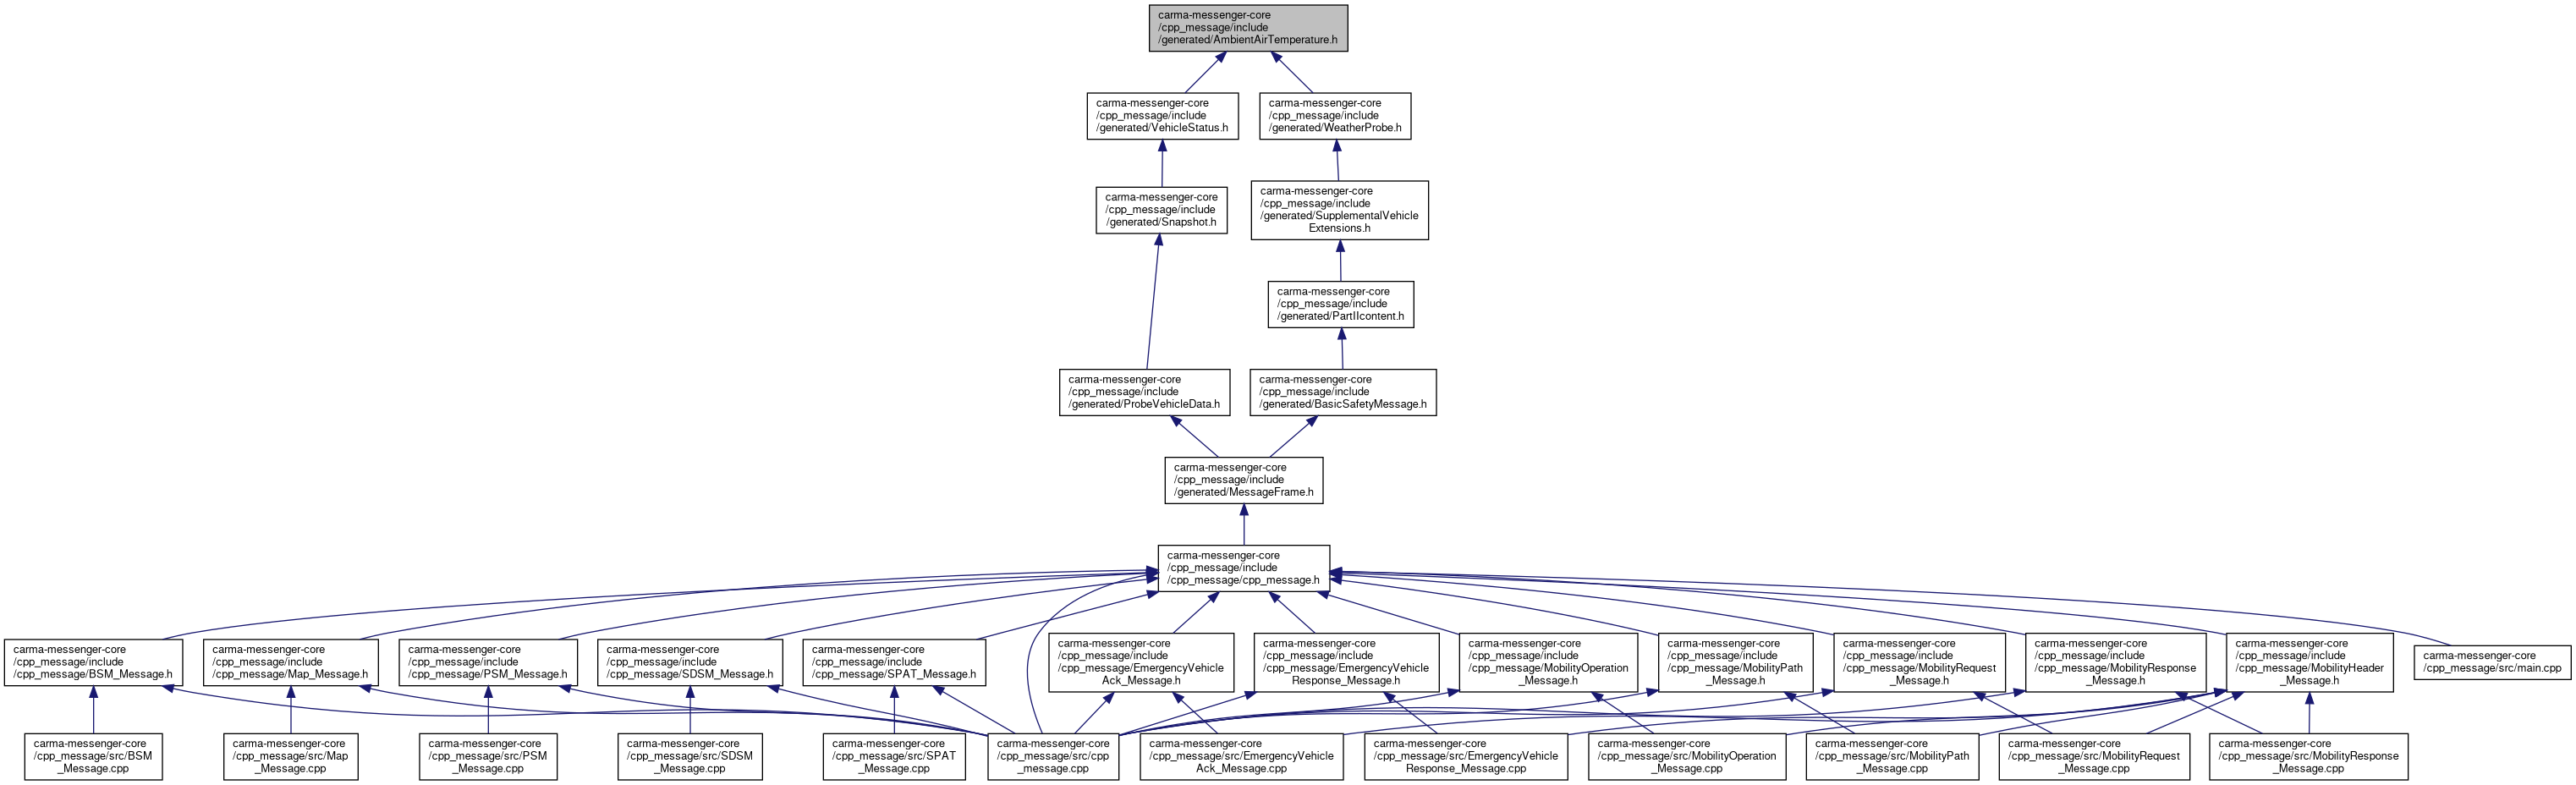 carma-messenger-core
/cpp_message/include
/generated/AmbientAirTemperature.h
carma-messenger-core
/cpp_message/include
/generated/VehicleStatus.h
carma-messenger-core
/cpp_message/include
/generated/WeatherProbe.h
carma-messenger-core
/cpp_message/include
/generated/Snapshot.h
carma-messenger-core
/cpp_message/include
/generated/SupplementalVehicle
Extensions.h
carma-messenger-core
/cpp_message/include
/generated/PartIIcontent.h
carma-messenger-core
/cpp_message/include
/generated/ProbeVehicleData.h
carma-messenger-core
/cpp_message/include
/generated/BasicSafetyMessage.h
carma-messenger-core
/cpp_message/include
/generated/MessageFrame.h
carma-messenger-core
/cpp_message/include
/cpp_message/cpp_message.h
carma-messenger-core
/cpp_message/include
/cpp_message/BSM_Message.h
carma-messenger-core
/cpp_message/include
/cpp_message/Map_Message.h
carma-messenger-core
/cpp_message/include
/cpp_message/PSM_Message.h
carma-messenger-core
/cpp_message/include
/cpp_message/SDSM_Message.h
carma-messenger-core
/cpp_message/include
/cpp_message/SPAT_Message.h
carma-messenger-core
/cpp_message/include
/cpp_message/EmergencyVehicle
Ack_Message.h
carma-messenger-core
/cpp_message/include
/cpp_message/EmergencyVehicle
Response_Message.h
carma-messenger-core
/cpp_message/include
/cpp_message/MobilityOperation
_Message.h
carma-messenger-core
/cpp_message/include
/cpp_message/MobilityPath
_Message.h
carma-messenger-core
/cpp_message/include
/cpp_message/MobilityRequest
_Message.h
carma-messenger-core
/cpp_message/include
/cpp_message/MobilityResponse
_Message.h
carma-messenger-core
/cpp_message/include
/cpp_message/MobilityHeader
_Message.h
carma-messenger-core
/cpp_message/src/main.cpp
carma-messenger-core
/cpp_message/src/BSM
_Message.cpp
carma-messenger-core
/cpp_message/src/Map
_Message.cpp
carma-messenger-core
/cpp_message/src/PSM
_Message.cpp
carma-messenger-core
/cpp_message/src/SDSM
_Message.cpp
carma-messenger-core
/cpp_message/src/SPAT
_Message.cpp
carma-messenger-core
/cpp_message/src/cpp
_message.cpp
carma-messenger-core
/cpp_message/src/EmergencyVehicle
Ack_Message.cpp
carma-messenger-core
/cpp_message/src/EmergencyVehicle
Response_Message.cpp
carma-messenger-core
/cpp_message/src/MobilityOperation
_Message.cpp
carma-messenger-core
/cpp_message/src/MobilityPath
_Message.cpp
carma-messenger-core
/cpp_message/src/MobilityRequest
_Message.cpp
carma-messenger-core
/cpp_message/src/MobilityResponse
_Message.cpp